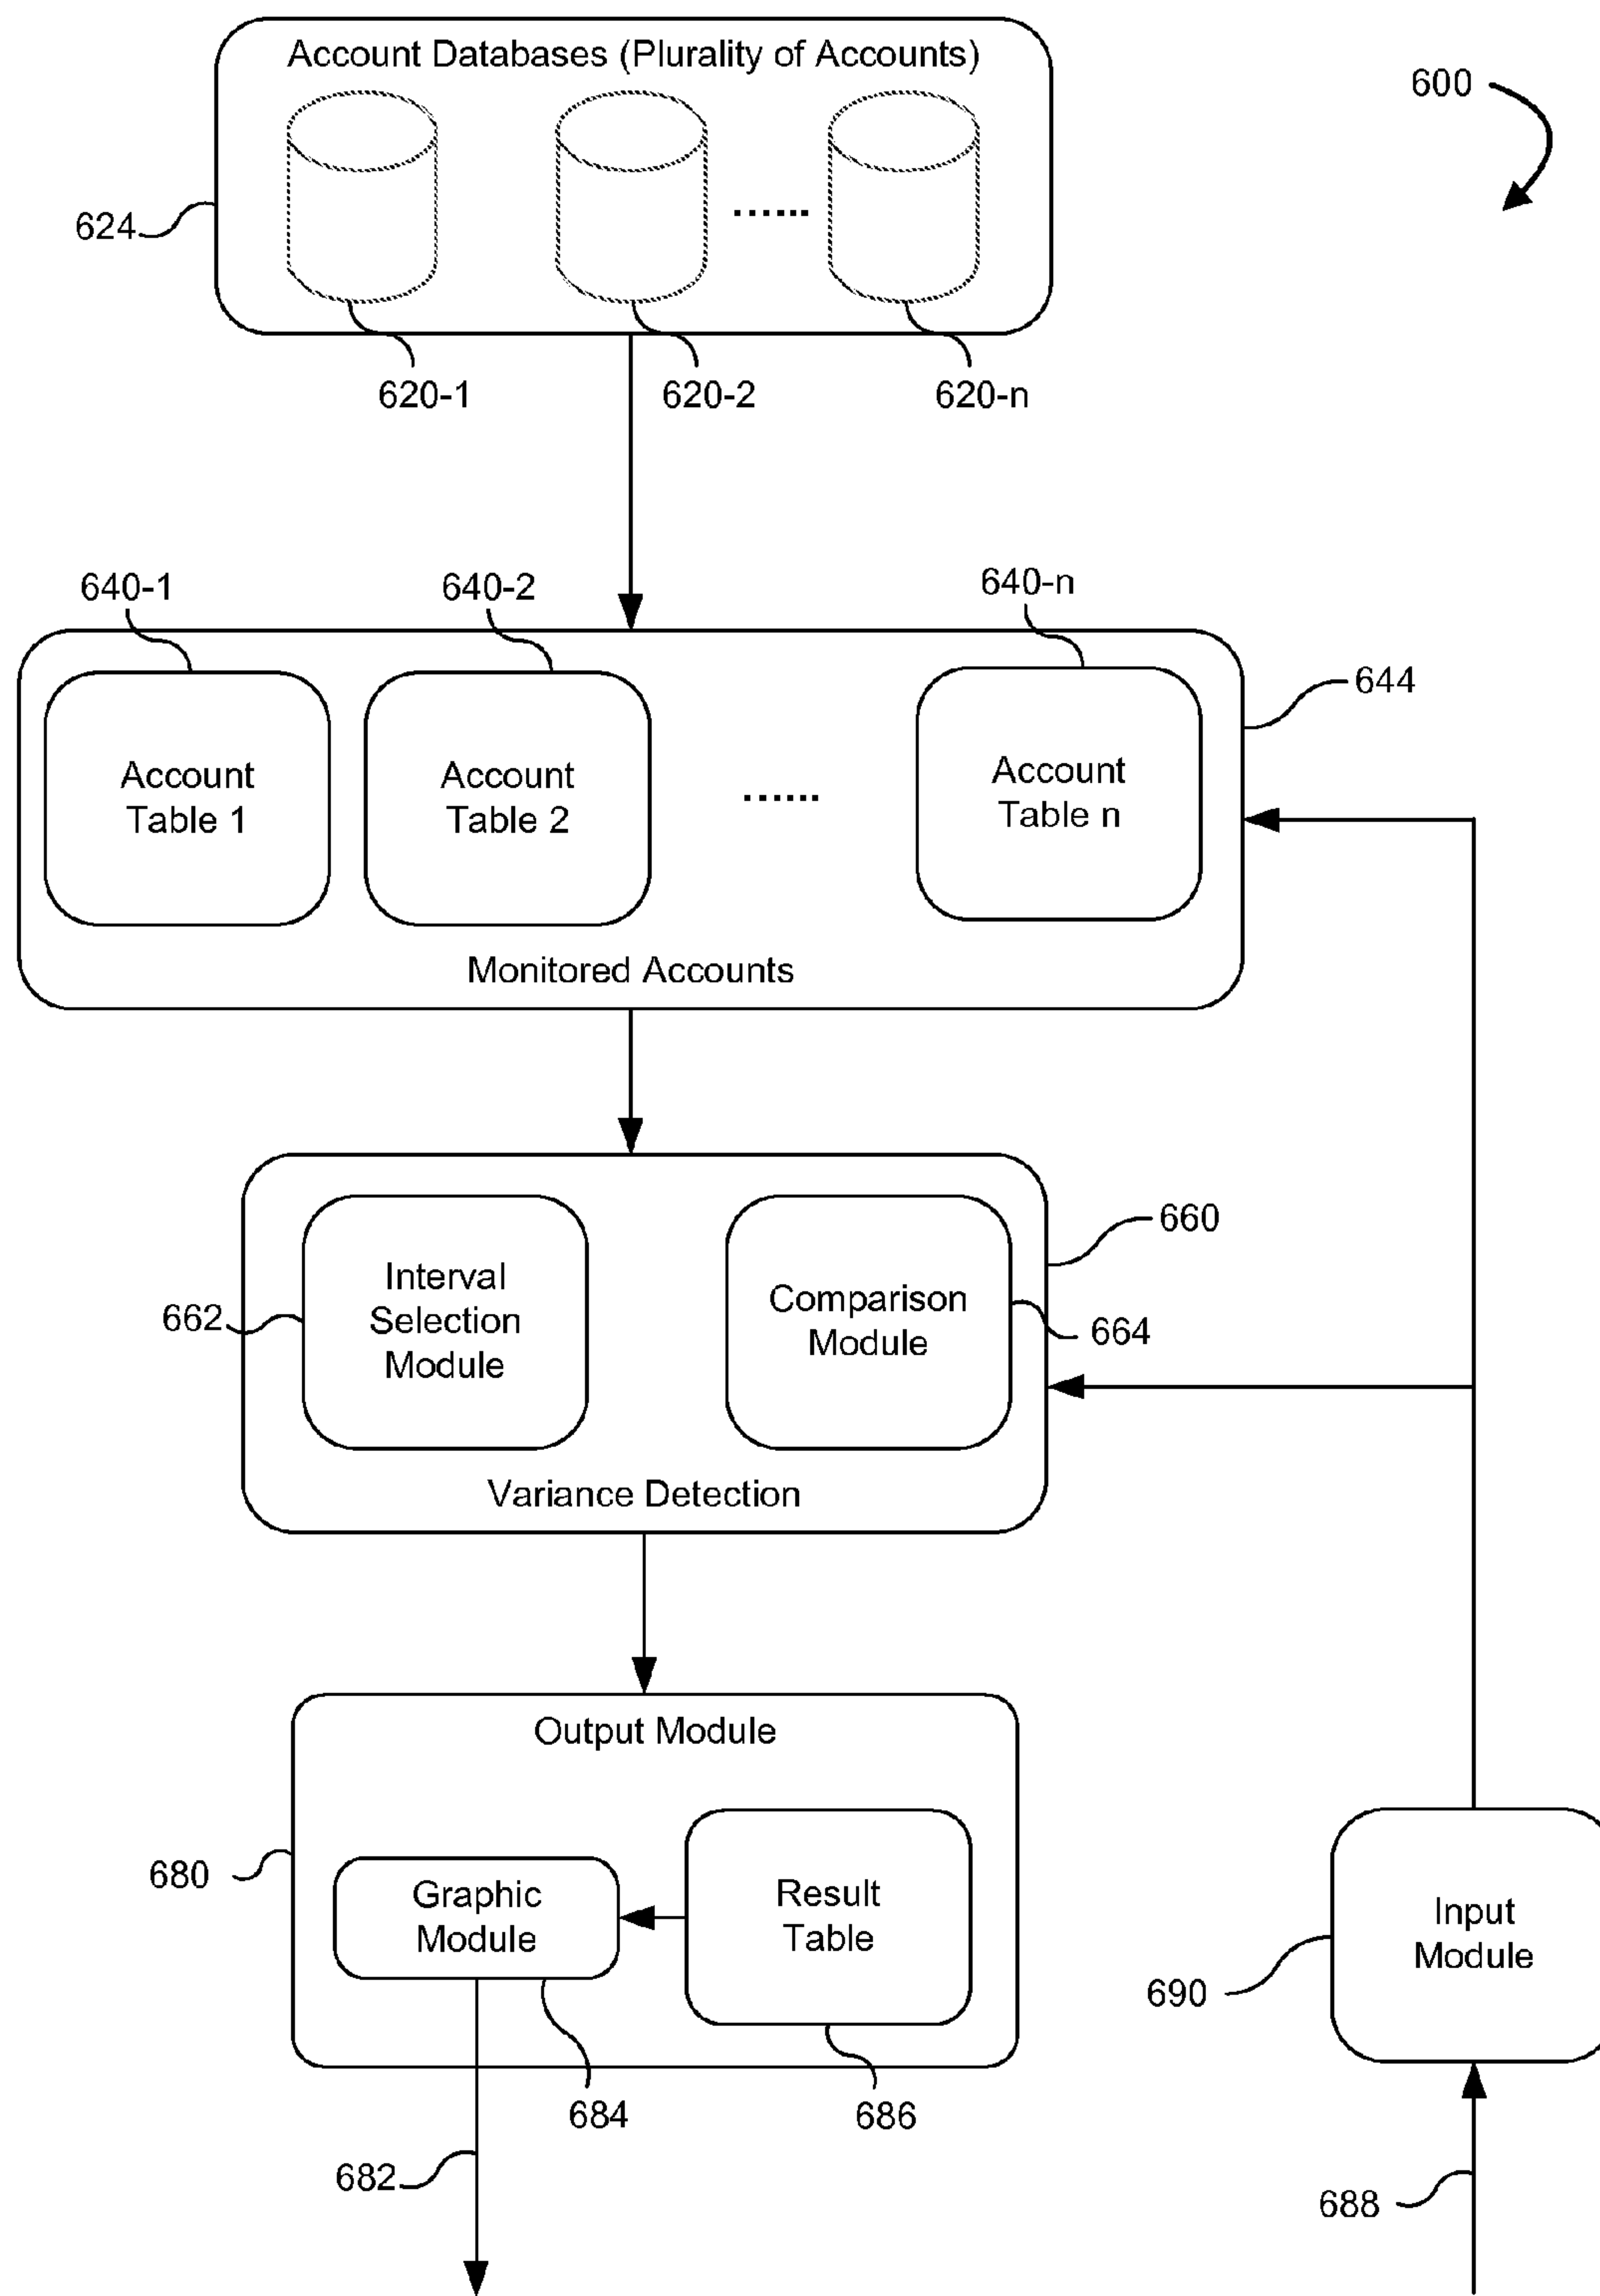 Account Databases (Plurality of Accounts)
600
......
624
620-1
620-2
620-n
640-1
640-2
640-n
644
Account
Table 1
Account
Table 2
......
Account
Table n
Monitored Accounts
660
662
Interval
Selection
Module
Comparison
Module
664
Variance Detection
Output Module
680
Graphic
Module
Result
Table
Input
Module
690
684
686
682
688